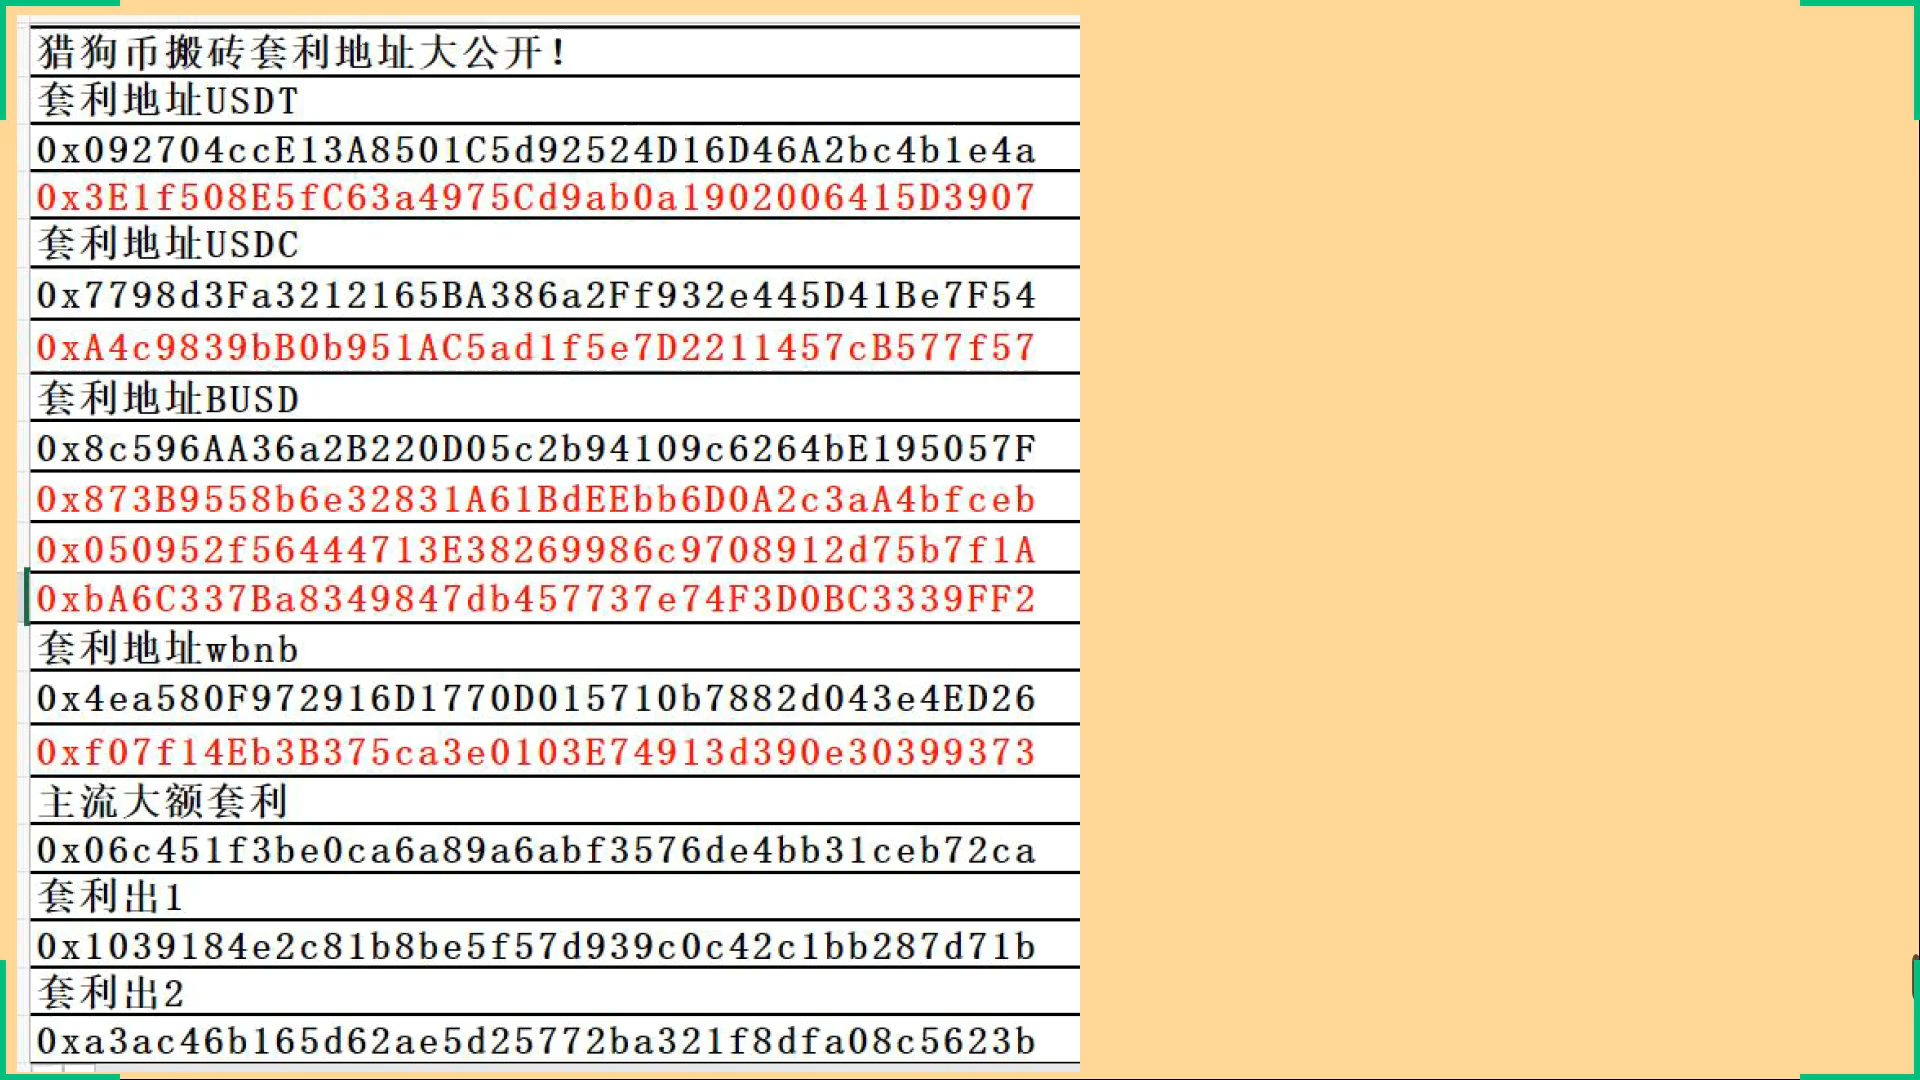 猎狗币搬砖套利地址大公开！
套利地址USDT
0x092704ccE13A8501C5d92524D16D46A2bc4b1e4a
0x3E1f508E5fC63a4975Cd9ab0a1902006415D3907
套利地址USDC
0x7798d3Fa3212165BA386a2Ff932e445D41Be7F54
0xA4c9839bB0b951AC5ad1f5e7D2211457cB577f57
套利地址BUSD
0x8c596AA36a2B220D05c2b94109c6264bE195057F
0x873B9558b6e32831A61BdEEbb6D0A2c3aA4bfceb
0x050952f56444713E38269986c9708912d75b7f1A
0xbA6C337Ba8349847db457737e74F3D0BC3339FF2
套利地址wbnb
0x4ea580F972916D1770D015710b7882d043e4ED26
0xf07f14Eb3B375ca3e0103E74913d390e30399373
主流大额套利
0x06c451f3be0ca6a89a6abf3576de4bb31ceb72ca
套利出1
0x1039184e2c81b8be5f57d939c0c42c1bb287d71b
套利出2
0xa3ac46b165d62ae5d25772ba321f8dfa08c5623b